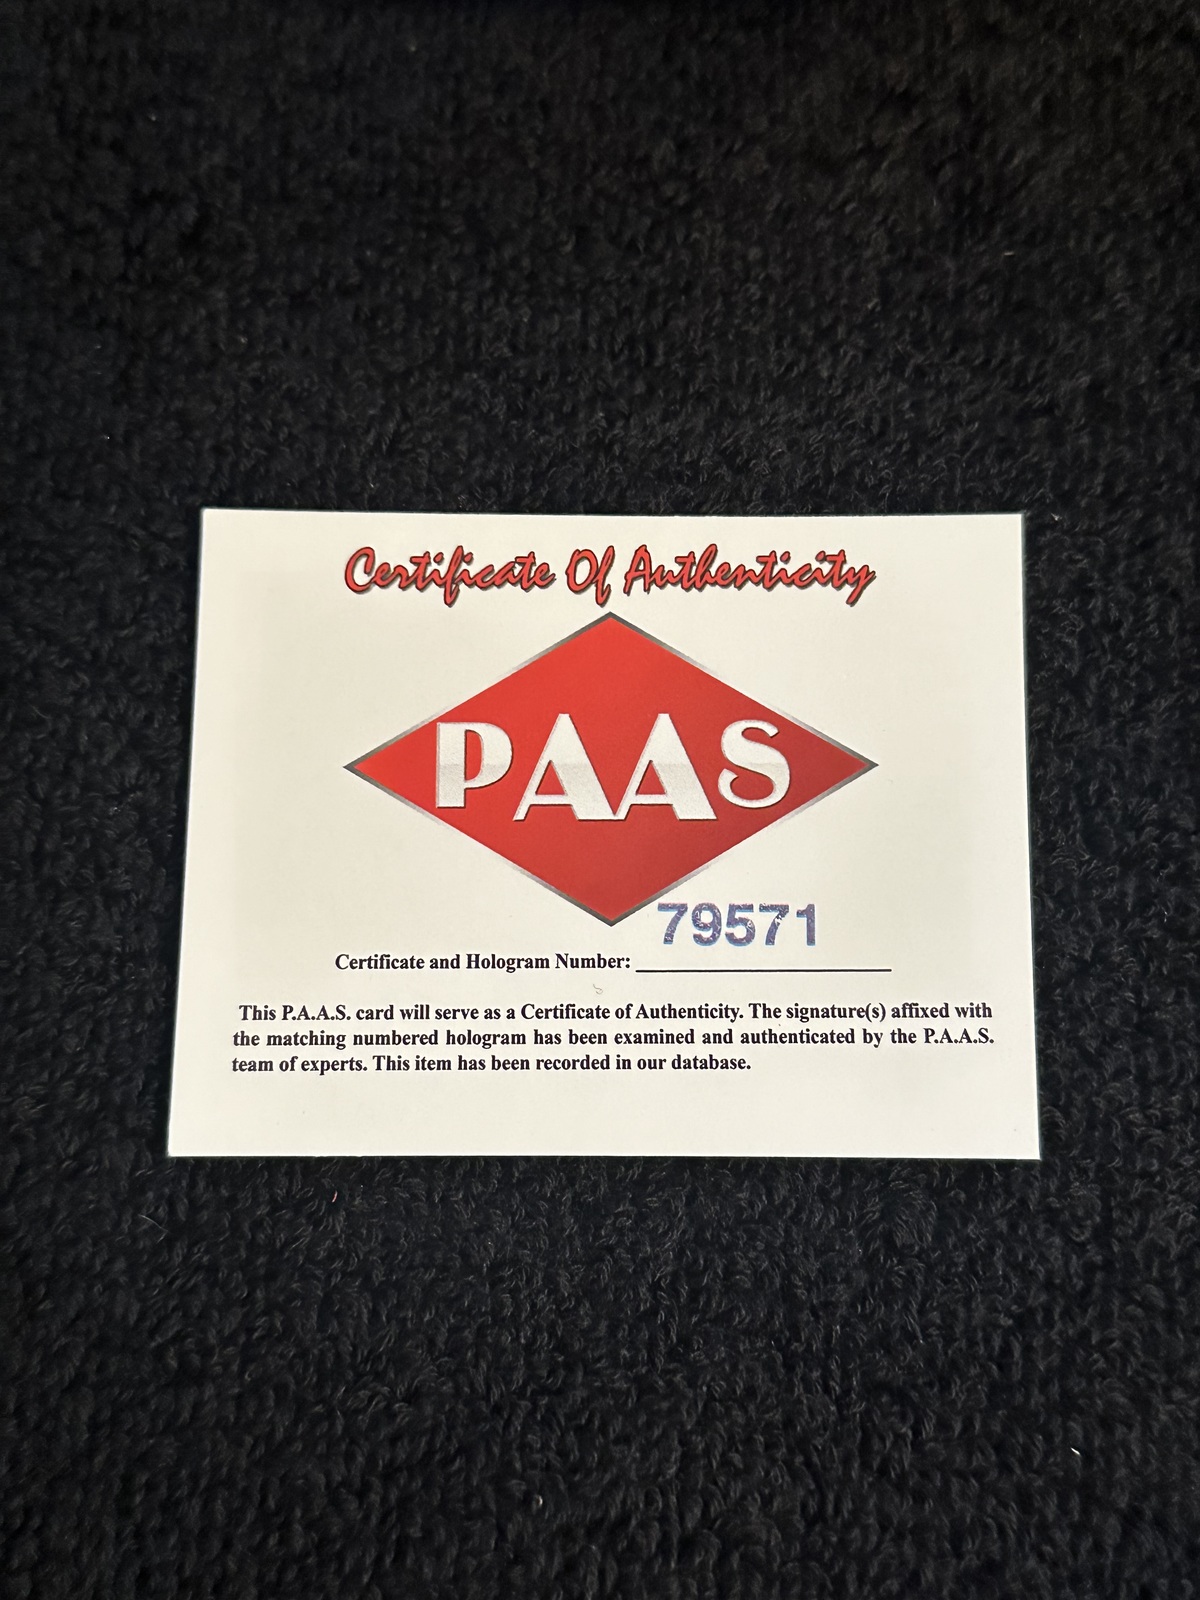 Certificate Of Authenticity
PAAS
79571
Certificate and Hologram Number:
This P.A.A.S. card will serve as a Certificate of Authenticity. The signature(s) affixed with
the matching numbered hologram has been examined and authenticated by the P.A.A.S.
team of experts. This item has been recorded in our database.